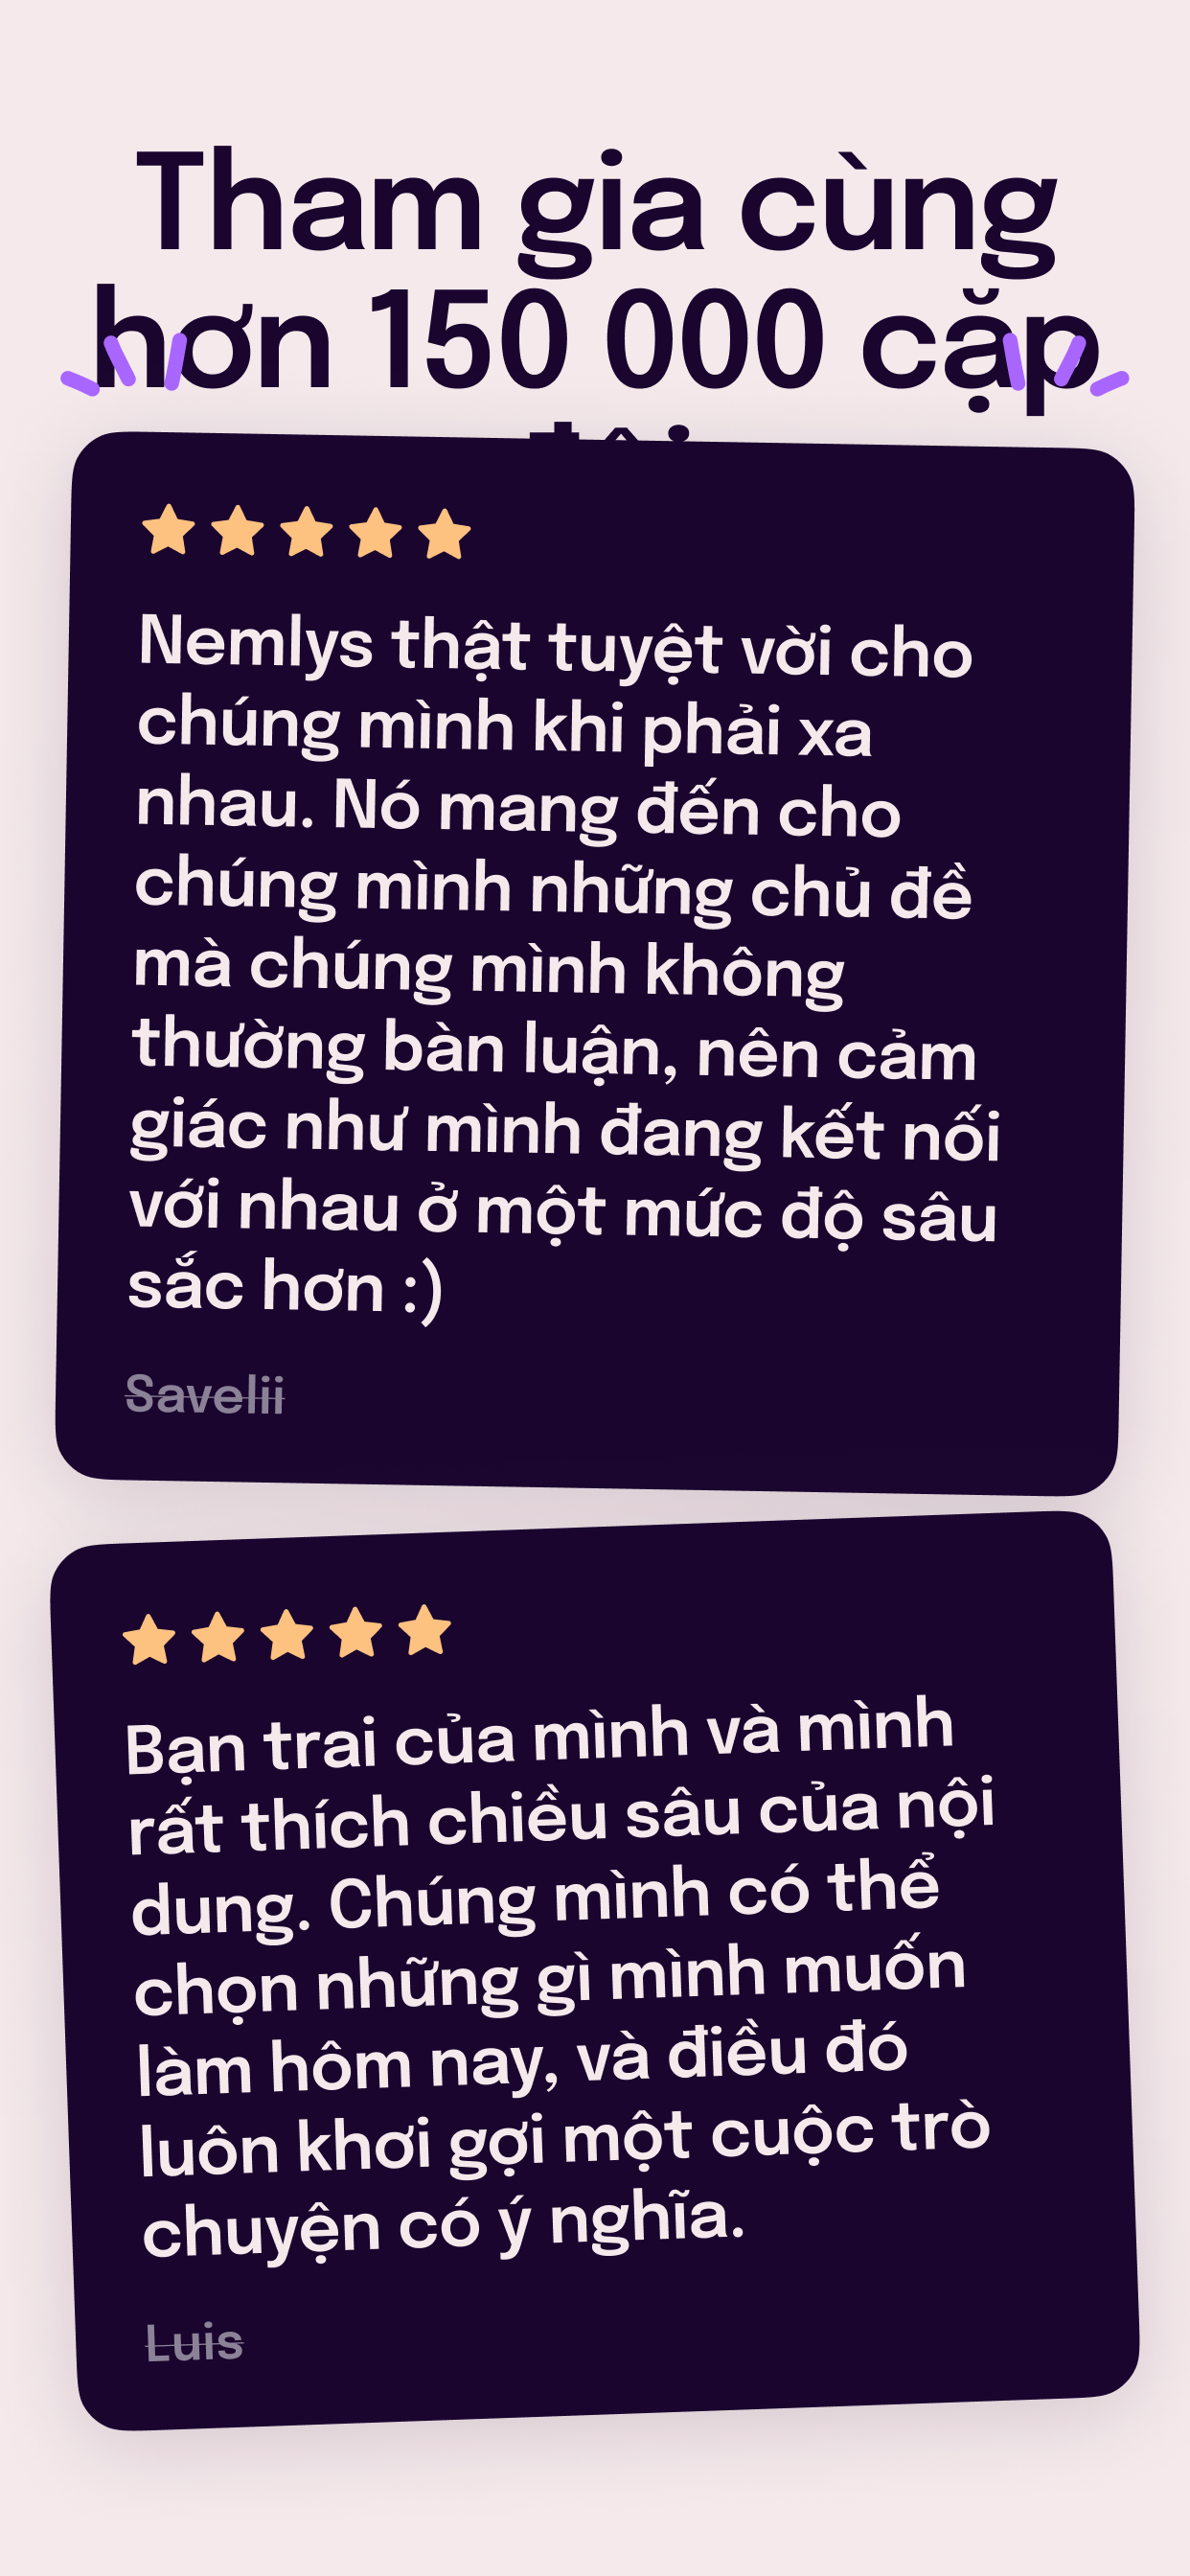 Tham gia cùng
hơn 150 000 cặp
Nemlys thật tuyệt vời cho
chúng mình khi phải xa
nhau. Nó mang đến cho
chúng mình những chủ đề
mà chúng mình không
thường bàn luận, nên cảm
giác như mình đang kết nối
với nhau ở một mức độ sâu
sắc hơn :)
Savelii
Bạn trai của mình và mình
rất thích chiều sâu của nội
dung. Chúng mình có thể
chọn những gì mình muốn
làm hôm nay, và điều đó
luôn khơi gợi một cuộc trò
chuyện có ý nghĩa.
Luis